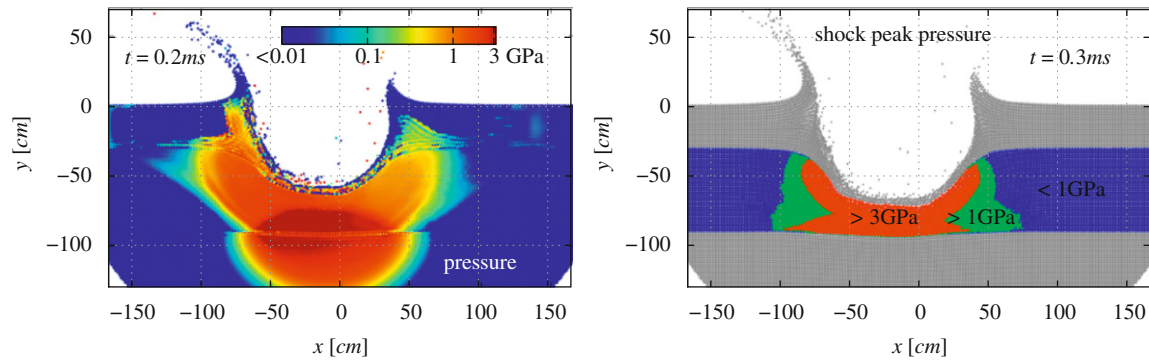 t = 0.2ms
<0.01 0.1 1 3 GPa
y [cm]
0
−50
−100
pressure
−150 −100 −50 0 50 100 150
x [cm]
shock peak pressure
t = 0.3ms
50
y [cm]
0
−50
−100
< 1GPa
> 3GPa > 1GPa
−150 −100 −50 0 50 100 150
x [cm]
50